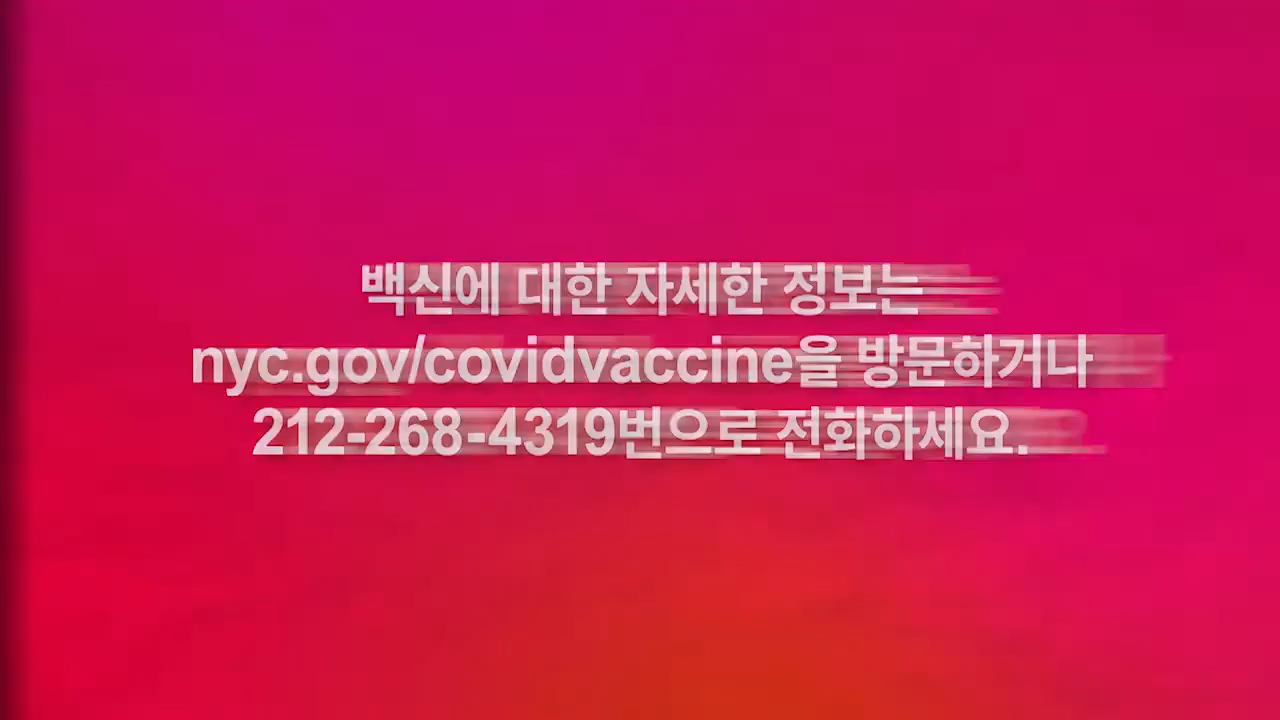 백신에 대한 자세한 정보는
nyc.gov/covidvaccine을 방문하거나
212-268-4319번으로 전화하세요.